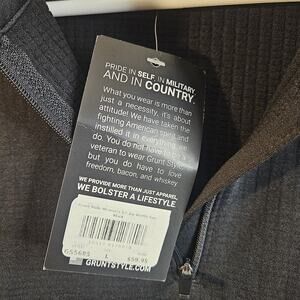 PRIDE IN SELF, IN MILITARY
AND IN COUNTRY.
What you wear is more than
just a necessity, it's about
attitude! We have taken the
fighting American spirit and
instilled it in everything we
do. You do not have to be a
veteran to wear Grunt Style,
but you do have to love
freedom, bacon, and whiskey.
WE PROVIDE MORE THAN JUST APPAREL,
WE BOLSTER A LIFESTYLE
Black
GS5685 L $59.95
GRUNTSTYLE.COM